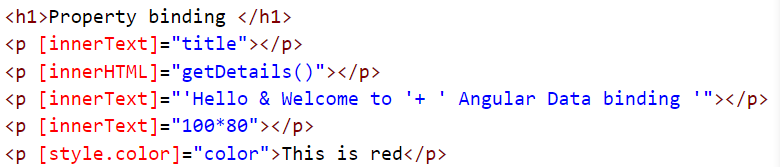 <h1>Property binding </h1>
<p [innerText]="title"></p>
<p [innerHTML]="getDetails()"></p>
<p [innerText]="'Hello & Welcome to '+ ' Angular Data binding '"></p>
<p [innerText]="100*80"></p>
<p [style.color]="color">This is red</p>